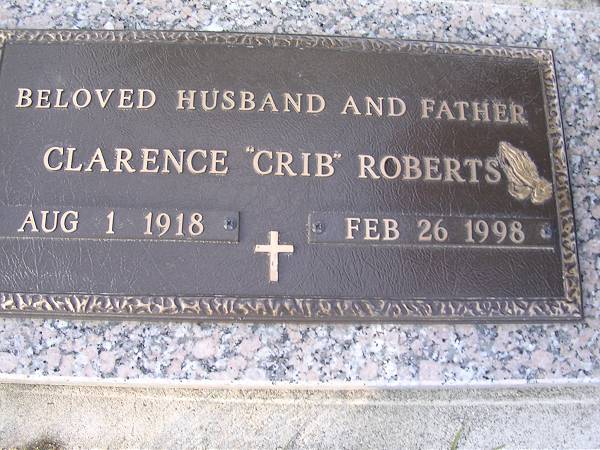 BELOVED HUSBAND AND FATHER
CLARENCE "CRIB" ROBERTS
AUG 1 1918 FEB 26 1998